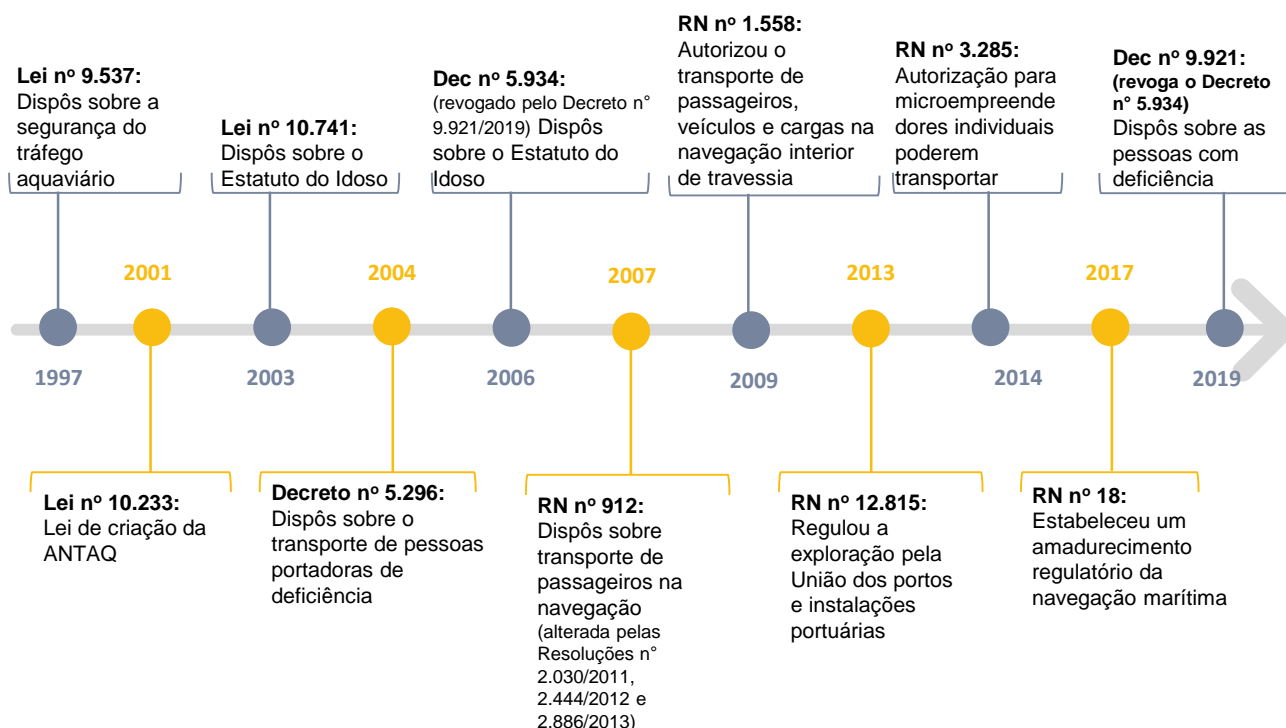 Lei nº 9.537:
Dispôs sobre a
segurança do
tráfego
aquaviário
Lei nº 10.741:
Dispôs sobre o
Estatuto do Idoso
Dec nº 5.934:
(revogado pelo Decreto n°
9.921/2019) Dispôs
sobre o Estatuto do
Idoso
RN nº 1.558:
Autorizou o
transporte de
passageiros,
veículos e cargas na
navegação interior
de travessia
RN nº 3.285:
Autorização para
microempreende
dores individuais
poderem
transportar
Dec nº 9.921:
(revoga o Decreto
n° 5.934)
Dispôs sobre as
pessoas com
deficiência
2001
2004
2007
2013
2017
1997
2003
2006
2009
2014
2019
Lei nº 10.233:
Lei de criação da
ANTAQ
Decreto nº 5.296:
Dispôs sobre o
transporte de pessoas
portadoras de
deficiência
RN nº 912:
Dispôs sobre
transporte de
passageiros na
navegação
(alterada pelas
Resoluções n°
2.030/2011,
2.444/2012 e
2.886/2013)
RN nº 12.815:
Regulou a
exploração pela
União dos portos
e instalações
portuárias
RN nº 18:
Estabeleceu um
amadurecimento
regulatório da
navegação marítima